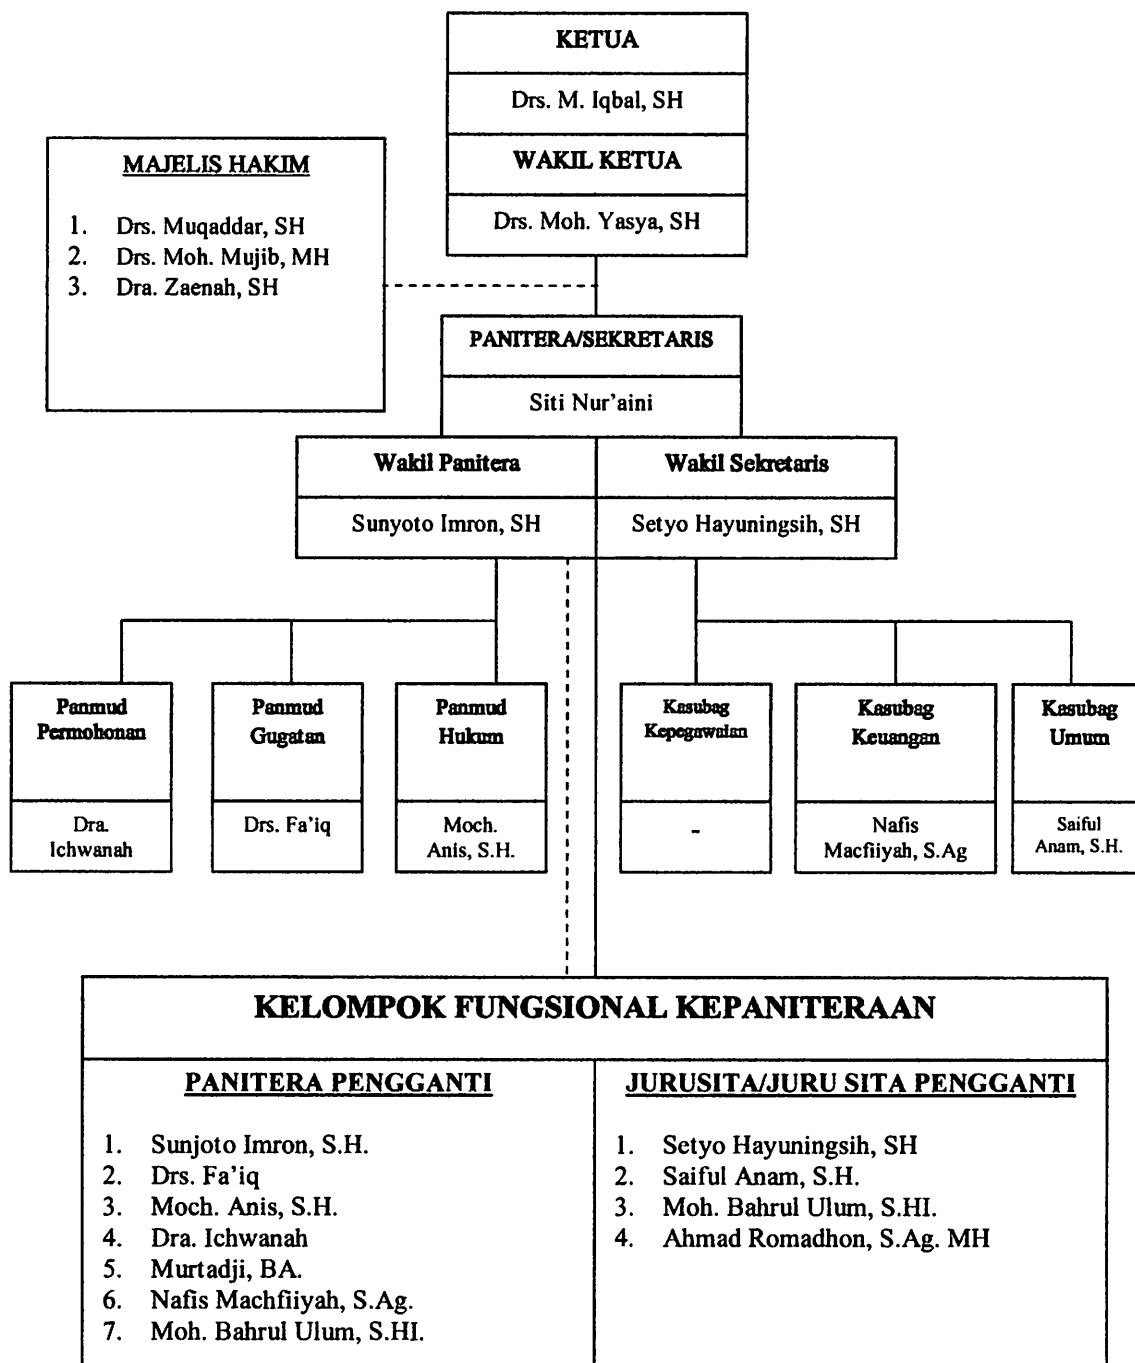 KETUA
Drs. M. Iqbal, SH
WAKIL KETUA
Drs. Moh. Yasya, SH
MAJELIS HAKIM
1. Drs. Muqaddar, SH
2. Drs. Moh. Mujib, MH
3. Dra. Zaenah, SH
PANITERA/SEKRETARIS
Siti Nur’aini
Wakil Panitera
Sunyoto Imron, SH
Wakil Sekretaris
Setyo Hayuningsih, SH
Panmud
Permohonan
Dra.
Ichwanah
Panmud
Gugatan
Drs. Fa’iq
Panmud
Hukum
Moch.
Anis, S.H.
Kasubag
Kepegawaian
-
Kasubag
Keuangan
Nafis
Macfiiyah, S.Ag
Kasubag
Umum
Saiful
Anam, S.H.
KELOMPOK FUNGSIONAL KEPANITERAAN
PANITERA PENGGANTI
1. Sunjoto Imron, S.H.
2. Drs. Fa’iq
3. Moch. Anis, S.H.
4. Dra. Ichwanah
5. Murtadji, BA.
6. Nafis Machfiiyah, S.Ag.
7. Moh. Bahrul Ulum, S.HI.
JURUSITA/JURU SITA PENGGANTI
1. Setyo Hayuningsih, SH
2. Saiful Anam, S.H.
3. Moh. Bahrul Ulum, S.HI.
4. Ahmad Romadhon, S.Ag. MH